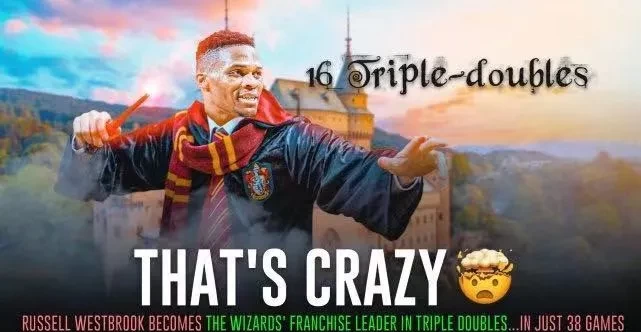 16 Triple-doubles
THAT'S CRAZY 🤯
RUSSELL WESTBROOK BECOMES THE WIZARDS' FRANCHISE LEADER IN TRIPLE DOUBLES...IN JUST 38 GAMES